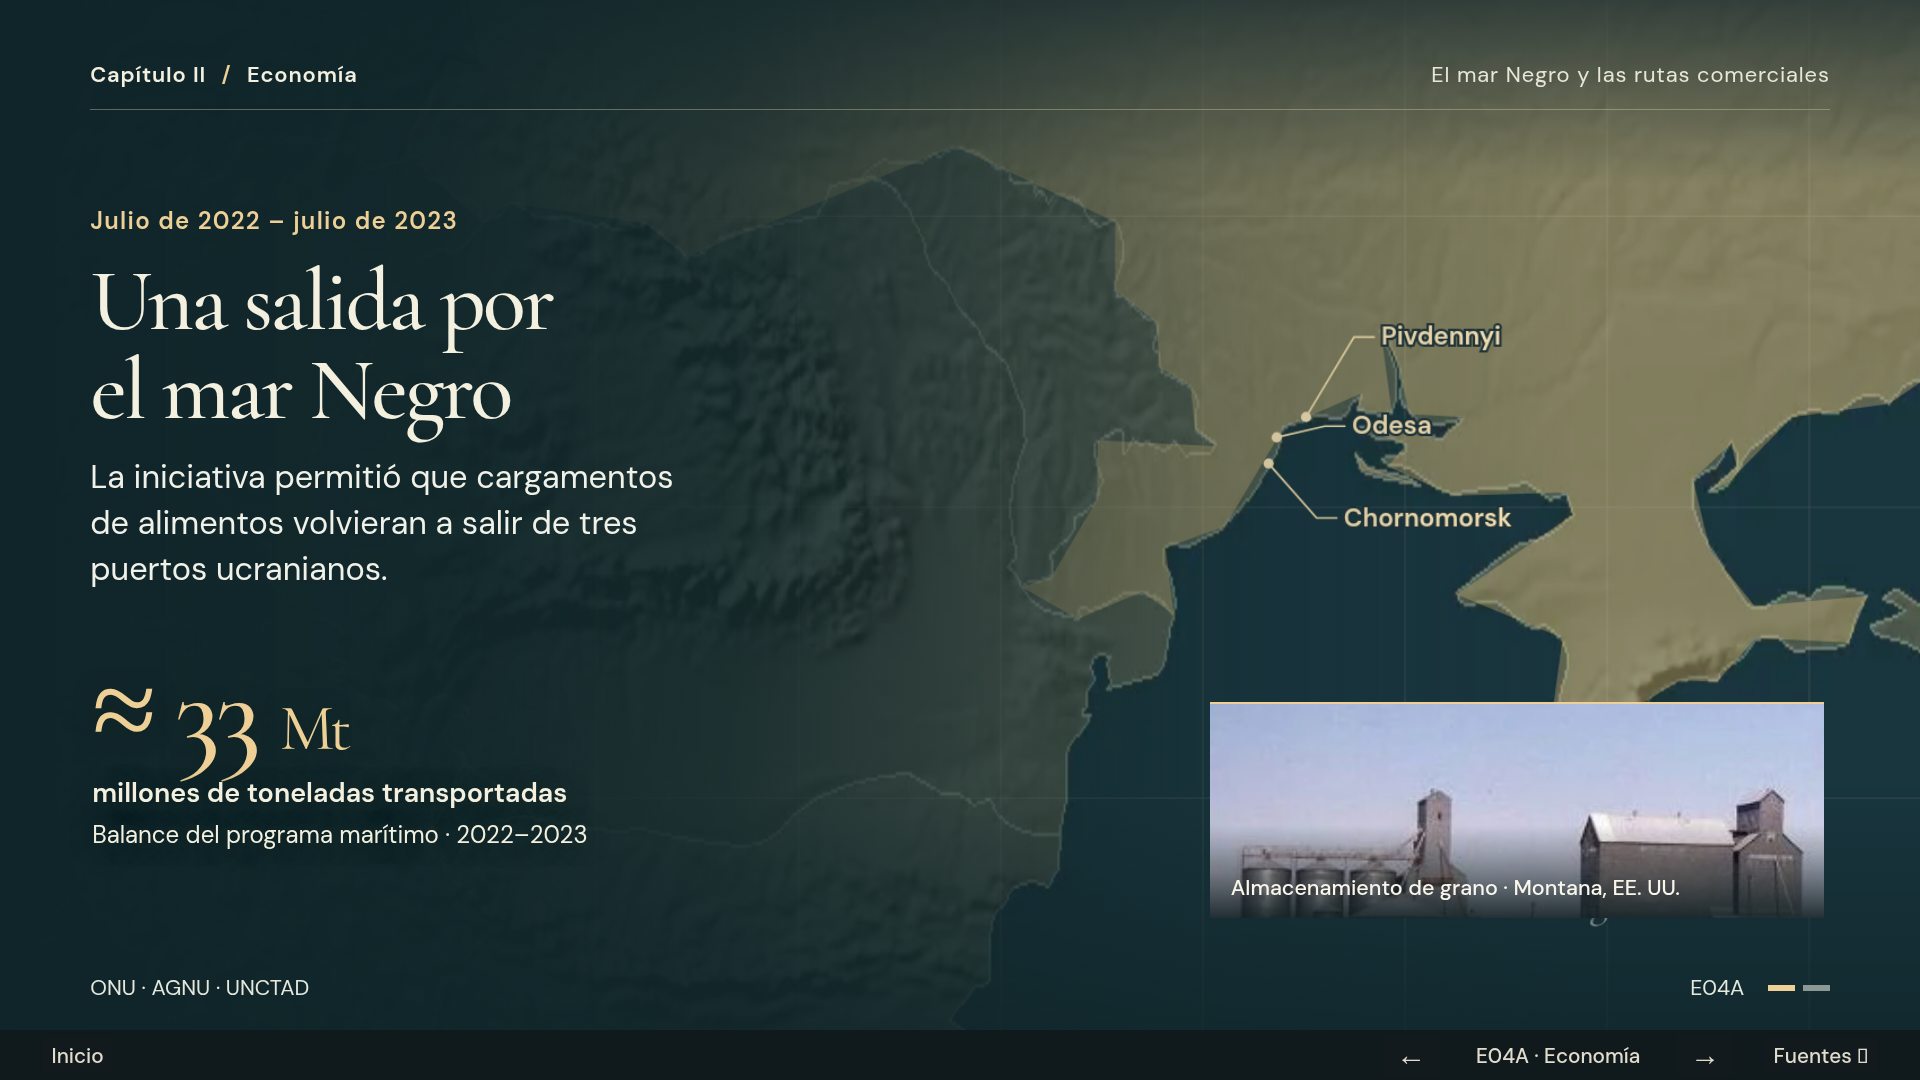 Capítulo II / Economía
El mar Negro y las rutas comerciales
Julio de 2022 – julio de 2023
Una salida por
el mar Negro
La iniciativa permitió que cargamentos
de alimentos volvieran a salir de tres
puertos ucranianos.
≈ 33 Mt
millones de toneladas transportadas
Balance del programa marítimo · 2022–2023
Pivdennyi
Odesa
Chornomorsk
Almacenamiento de grano · Montana, EE. UU.
ONU · AGNU · UNCTAD
E04A
Inicio
← E04A · Economía →
Fuentes